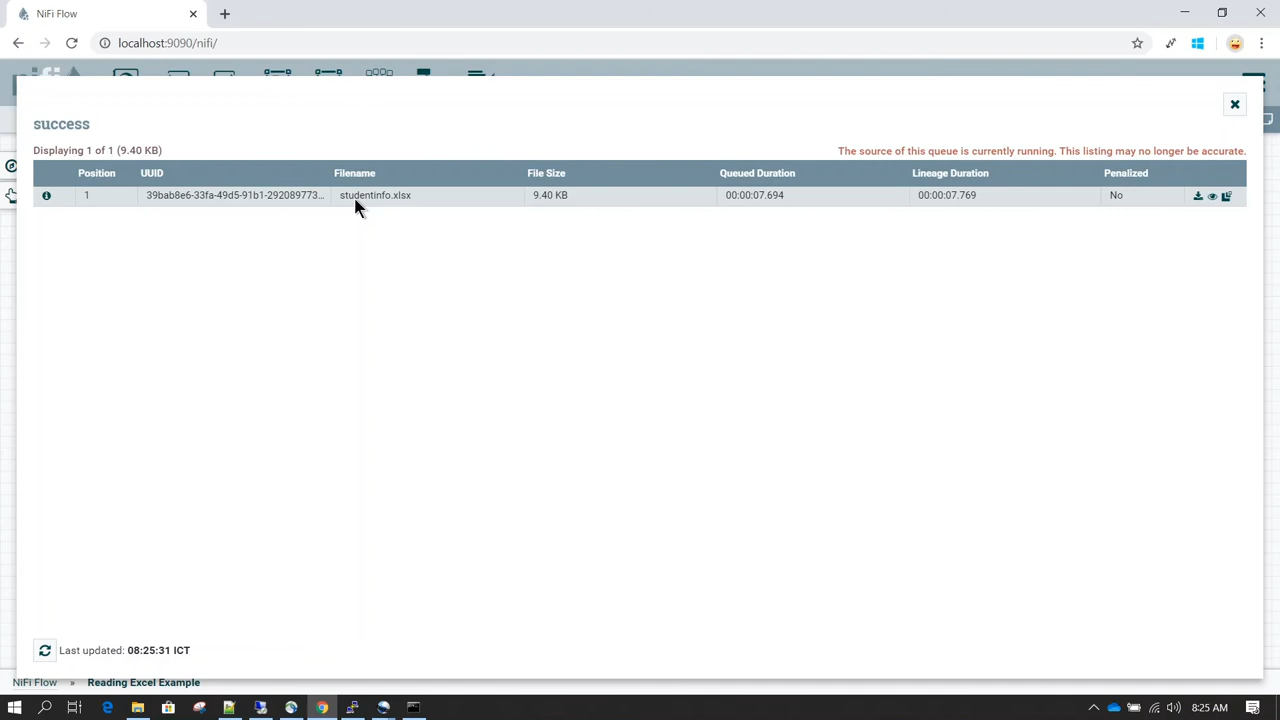 NiFi Flow
localhost:9090/nifi/
nifi
success
Displaying 1 of 1 (9.40 KB)
The source of this queue is currently running. This listing may no longer be accurate.
Position UUID Filename File Size Queued Duration Lineage Duration Penalized
1 39bab8e6-33fa-49d5-91b1-292089773... studentinfo.xlsx 9.40 KB 00:00:07.694 00:00:07.769 No
Last updated: 08:25:31 ICT
NiFi Flow » Reading Excel Example
8:25 AM